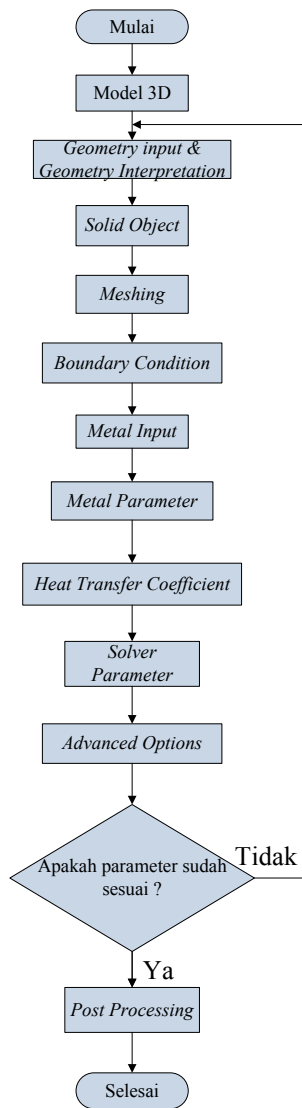 Mulai
Model 3D
Geometry input &
Geometry Interpretation
Solid Object
Meshing
Boundary Condition
Metal Input
Metal Parameter
Heat Transfer Coefficient
Solver
Parameter
Advanced Options
Apakah parameter sudah
sesuai ?
Tidak
Ya
Post Processing
Selesai